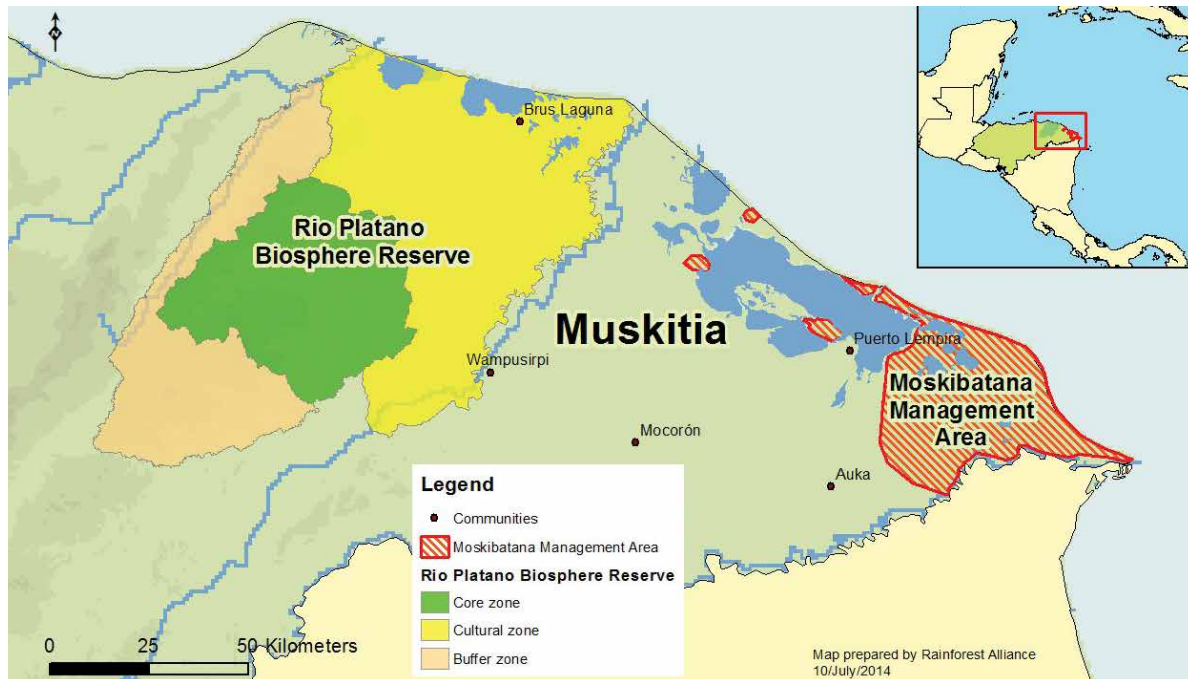 N
Brus Laguna
Rio Platano
Biosphere Reserve
Muskitia
Puerto Lempira
Wampusirpi
Moskibatana
Management
Area
Mocorón
Auka
Legend
Communities
Moskibatana Management Area
Rio Platano Biosphere Reserve
Core zone
Cultural zone
Buffer zone
0 25 50 Kilometers
Map prepared by Rainforest Alliance
10/July/2014